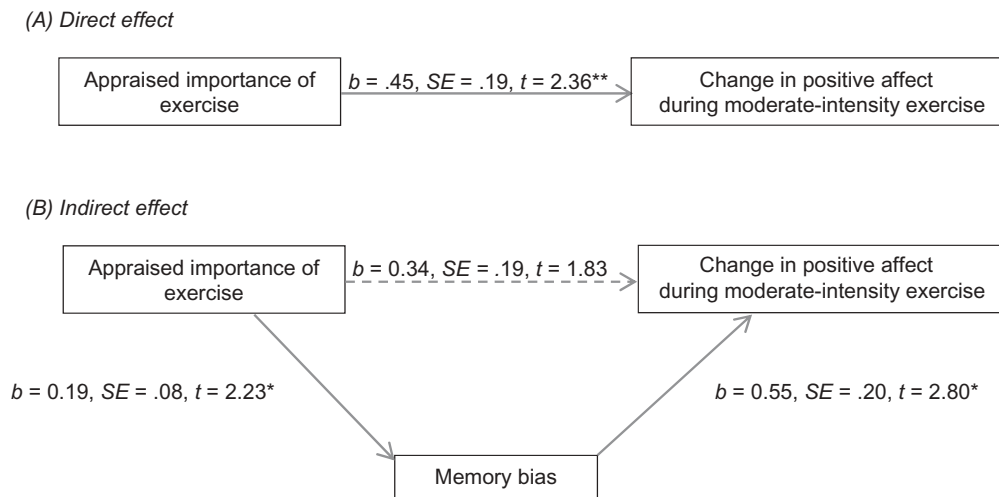 (A) Direct effect
Appraised importance of
exercise
b = .45, SE = .19, t = 2.36**
Change in positive affect
during moderate-intensity exercise
(B) Indirect effect
Appraised importance of
exercise
b = 0.34, SE = .19, t = 1.83
Change in positive affect
during moderate-intensity exercise
b = 0.19, SE = .08, t = 2.23*
b = 0.55, SE = .20, t = 2.80*
Memory bias